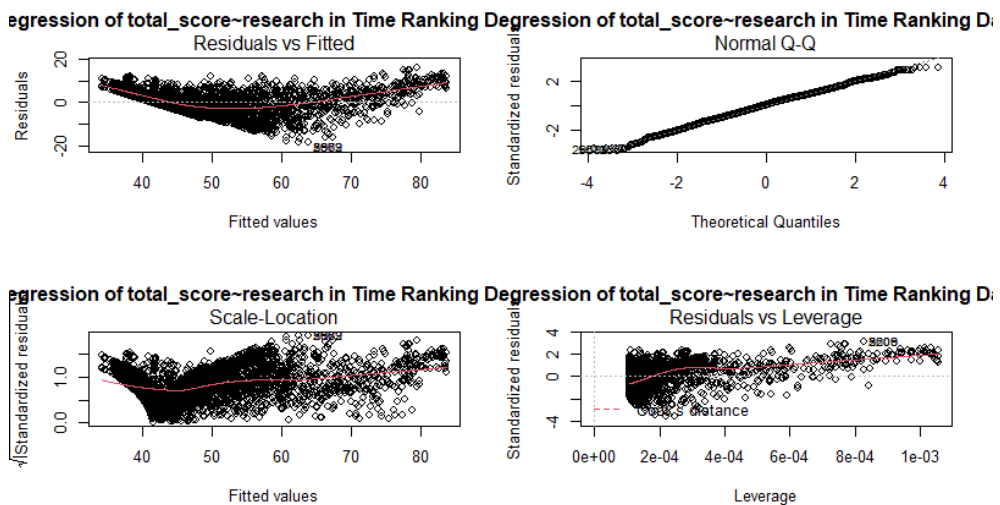 egression of total_score~research in Time Ranking D
Residuals vs Fitted
Residuals
20
0
-20
40
50
60
70
80
Fitted values
egression of total_score~research in Time Ranking Da
Normal Q-Q
Standardized residuals
2
-2
-4
-2
0
2
4
Theoretical Quantiles
egression of total_score~research in Time Ranking D
Scale-Location
√|Standardized residuals
1.0
0.0
40
50
60
70
80
Fitted values
egression of total_score~research in Time Ranking Da
Residuals vs Leverage
Standardized residuals
4
2
0
-4
Cook's distance
0e+00
2e-04
4e-04
6e-04
8e-04
1e-03
Leverage